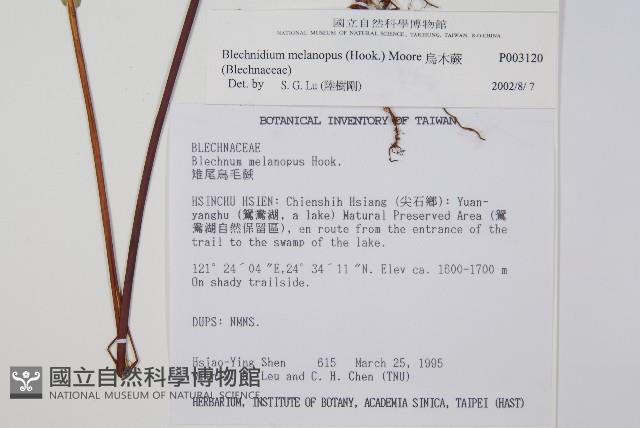 國立自然科學博物館
NATIONAL MUSEUM OF NATURAL SCIENCE, TAICHUNG, TAIWAN, R.O.CHINA
Blechnidium melanopus (Hook.) Moore 烏木蕨 P003120
(Blechnaceae)
Det. by S. G. Lu (陸樹剛) 2002/8/7
BOTANICAL INVENTORY OF TAIWAN
BLECHNACEAE
Blechnum melanopus Hook.
雉尾烏毛蕨
HSINCHU HSIEN: Chienshih Hsiang (尖石鄉): Yuan-
yanghu (鴛鴦湖, a lake) Natural Preserved Area (鴛
鴦湖自然保留區), en route from the entrance of the
trail to the swamp of the lake.
121° 24´04 ″E,24° 34´11 ″N. Elev ca. 1600-1700 m
On shady trailside.
DUPS: NMNS.
Hsiao-Ying Shen 615 March 25, 1995
Leu and C. H. Chen (TNU)
HERBARIUM, INSTITUTE OF BOTANY, ACADEMIA SINICA, TAIPEI (HAST)
國立自然科學博物館
NATIONAL MUSEUM OF NATURAL SCIENCE